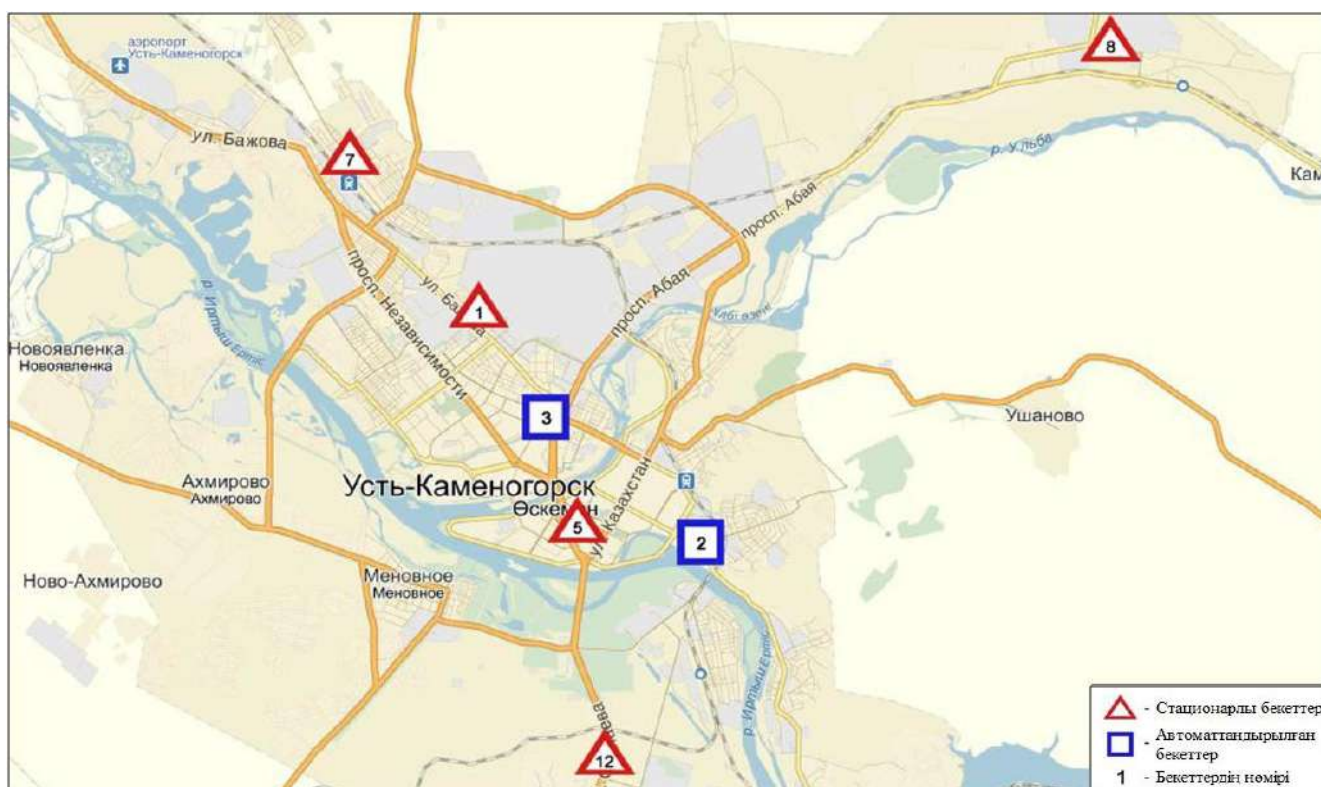 аэропорт
Усть-Каменогорск
8
ул. Бажова
7
р. Ульба
Кам
просп. Абая
просп. Абая
просп. Независимости
1
Үлбі өзені
р. Иртыш Ертіс
Новоявленка
Новоявленка
3
Ушаново
Ахмирово
Ахмирово
Усть-Каменогорск
Өскемен
5
ул. Казахстан
2
Ново-Ахмирово
Меновное
Меновное
р. Иртыш Ертіс
12
- Стационарлы бекеттер
- Автоматтандырылған
бекеттер
1 - Бекеттердің нөмірі